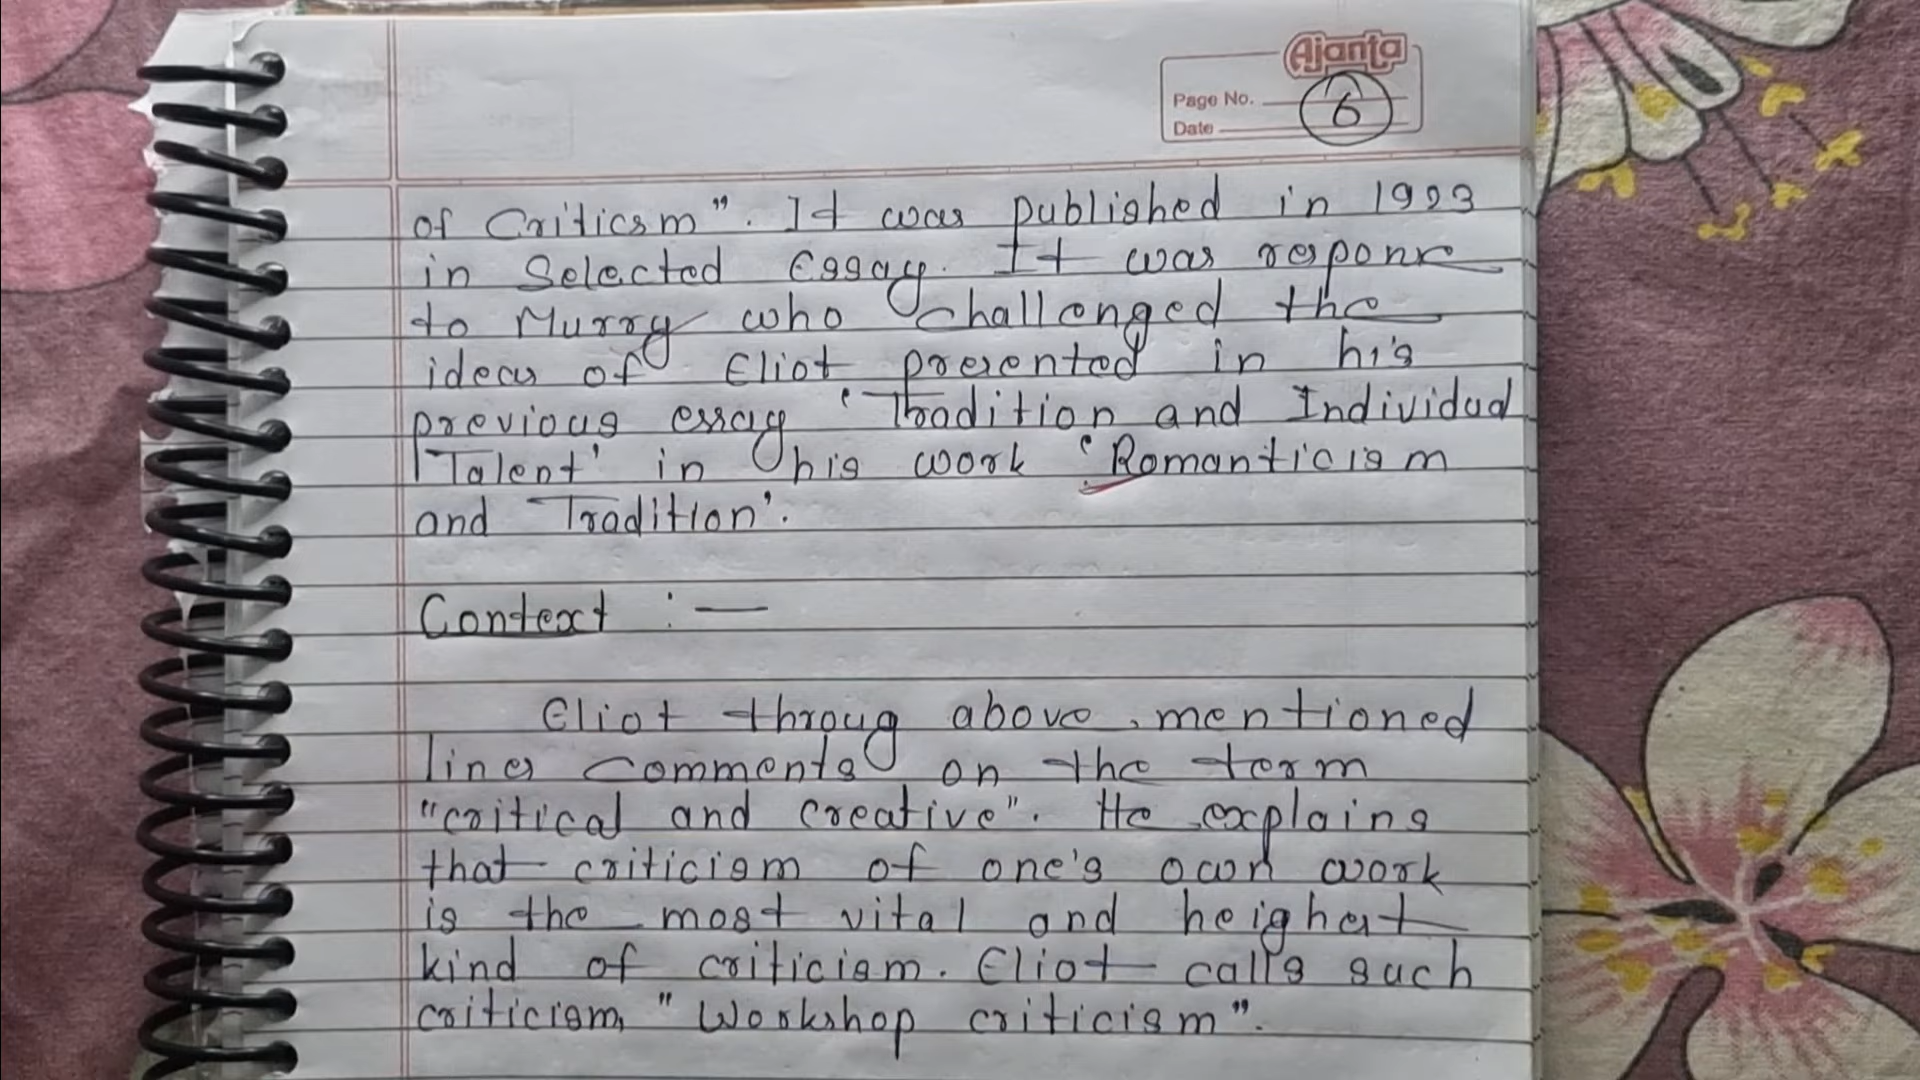 Ajanta
Page No. 6
Date
of Criticsm". It was published in 1923
in Selected Essay. It was respons
to Murry who challenged the
ideas of Eliot presented in his
previous essay 'Tradition and Individual
Talent' in his work 'Romanticism
and Tradition'.
Context :—
Eliot throug above mentioned
lines comments on the term
"critical and creative". He explains
that criticism of one's own work
is the most vital and heighest
kind of criticism. Eliot calls such
criticism, "Workshop criticism".